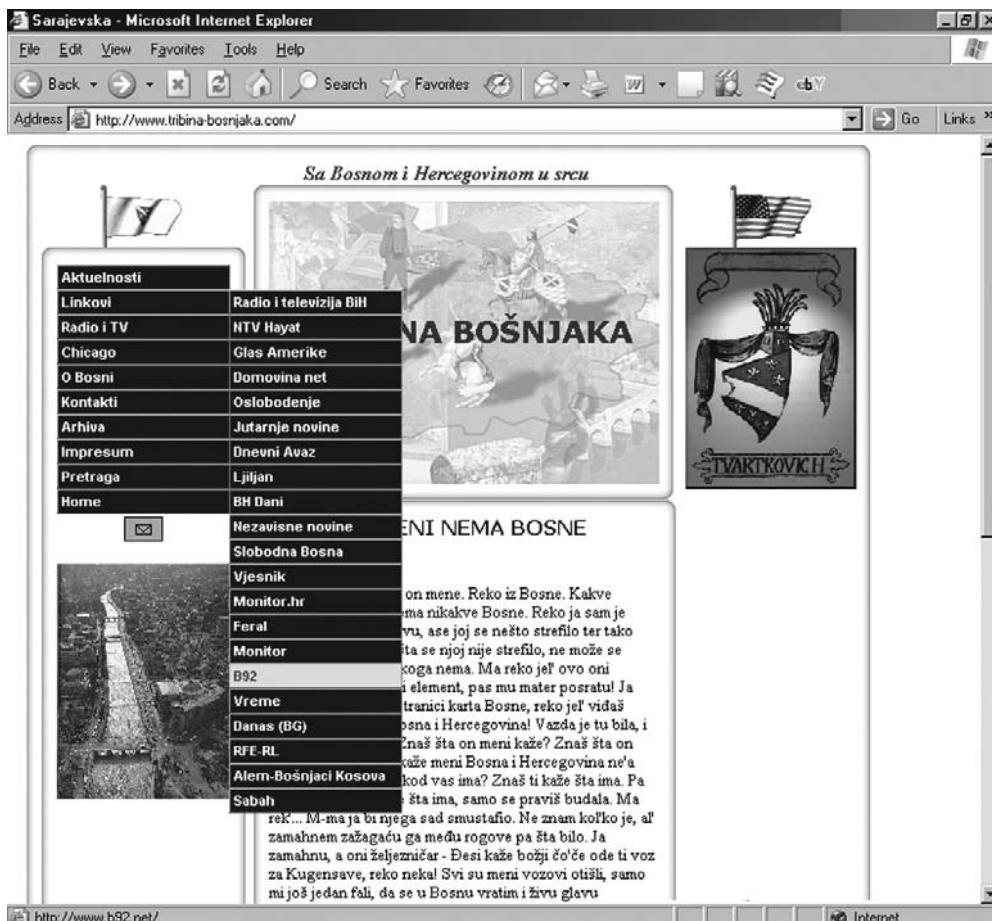 Sarajevska - Microsoft Internet Explorer
File Edit View Favorites Tools Help
Back Search Favorites
Address http://www.tribina-bosnjaka.com/ Go Links »
Sa Bosnom i Hercegovinom u srcu
NA BOŠNJAKA
TVARTKOVICH
Aktuelnosti
Linkovi
Radio i TV
Chicago
O Bosni
Kontakti
Arhiva
Impresum
Pretraga
Home
Radio i televizija BiH
NTV Hayat
Glas Amerike
Domovina net
Oslobođenje
Jutarnje novine
Dnevni Avaz
Ljiljan
BH Dani
Nezavisne novine
Slobodna Bosna
Vjesnik
Monitor.hr
Feral
Monitor
B92
Vreme
Danas (BG)
RFE-RL
Alem-Bošnjaci Kosova
Sabah
ENI NEMA BOSNE
on mene. Reko iz Bosne. Kakve
ema nikakve Bosne. Reko ja sam je
vu, ase joj se nešto strefilo ter tako
šta se njoj nije strefilo, ne može se
koga nema. Ma reko jel' ovo oni
i element, pas mu mater posratu! Ja
tranici karta Bosne, reko jel' viđaš
osna i Hercegovina! Vazda je tu bila, i
Znaš šta on meni kaže? Znaš šta on
kaže meni Bosna i Hercegovina ne'a
kod vas ima? Znaš ti kaže šta ima. Pa
e šta ima, samo se praviš budala. Ma
rek'... M-ma ja bi njega sad smustafio. Ne znam kol'ko je, al'
zamahnem zažagaću ga među rogove pa šta bilo. Ja
zamahnu, a oni željezničar - Đesi kaže božji čo'če ode ti voz
za Kugensave, reko neka! Svi su meni vozovi otišli, samo
mi još jedan fali, da se u Bosnu vratim i živu glavu
http://www.b92.net/
Internet